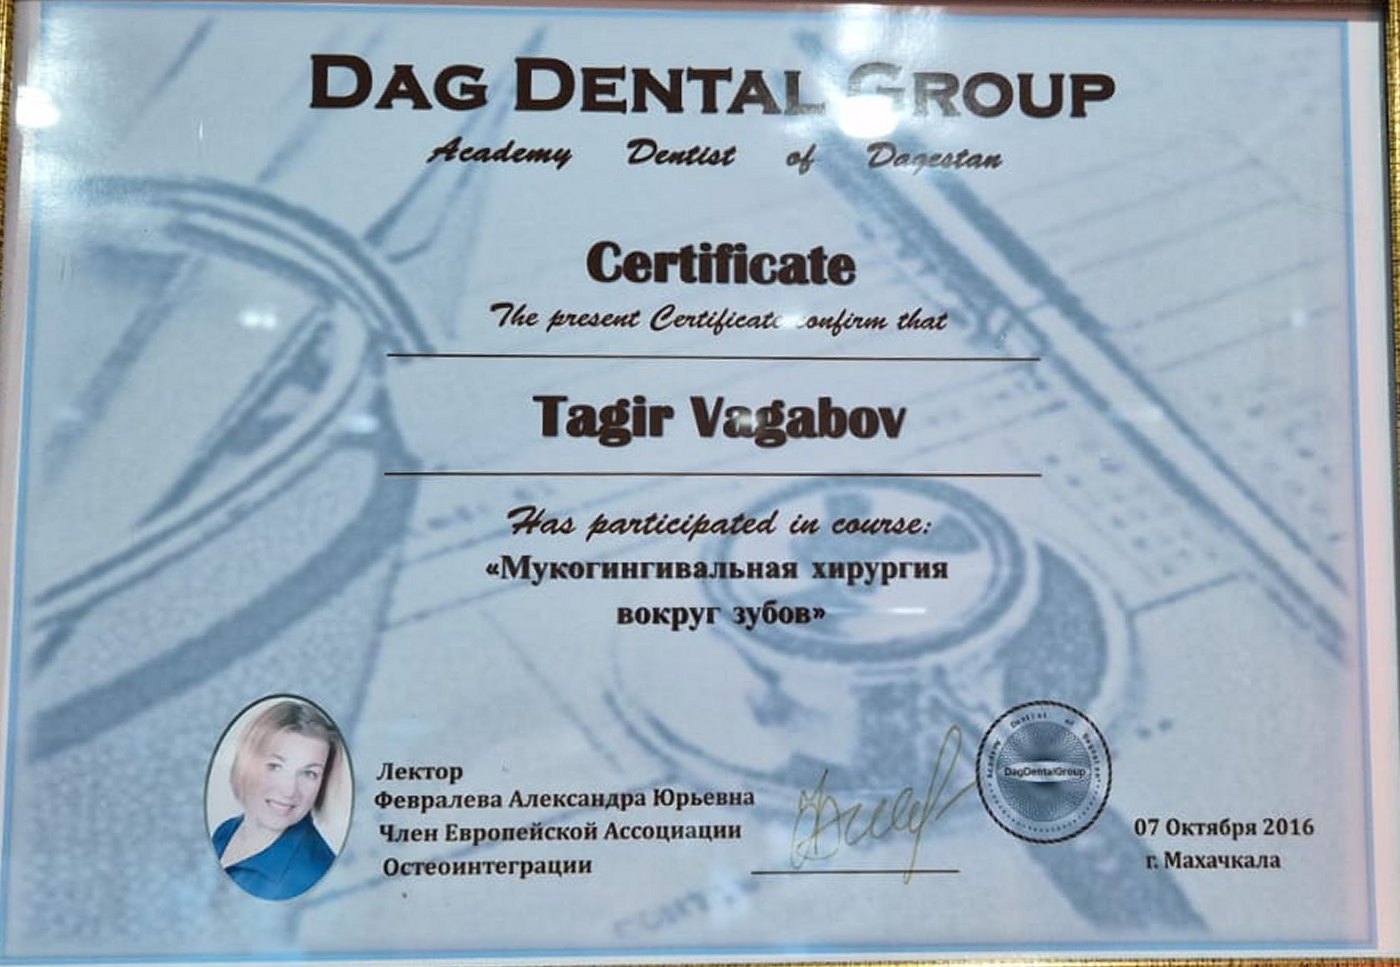 DAG DENTAL GROUP
Academy Dentist of Dagestan
Certificate
The present Certificate confirm that
Tagir Vagabov
Has participated in course:
«Мукогингивальная хирургия
вокруг зубов»
Лектор
Февралева Александра Юрьевна
Член Европейской Ассоциации
Остеоинтеграции
DagDentalGroup
07 Октября 2016
г. Махачкала